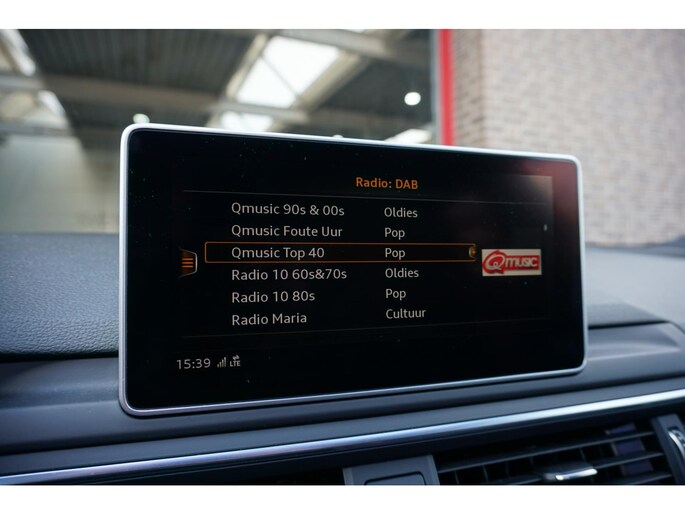 Radio: DAB
Qmusic 90s & 00s Oldies
Qmusic Foute Uur Pop
Qmusic Top 40 Pop
Qmusic
Radio 10 60s&70s Oldies
Radio 10 80s Pop
Radio Maria Cultuur
15:39 LTE